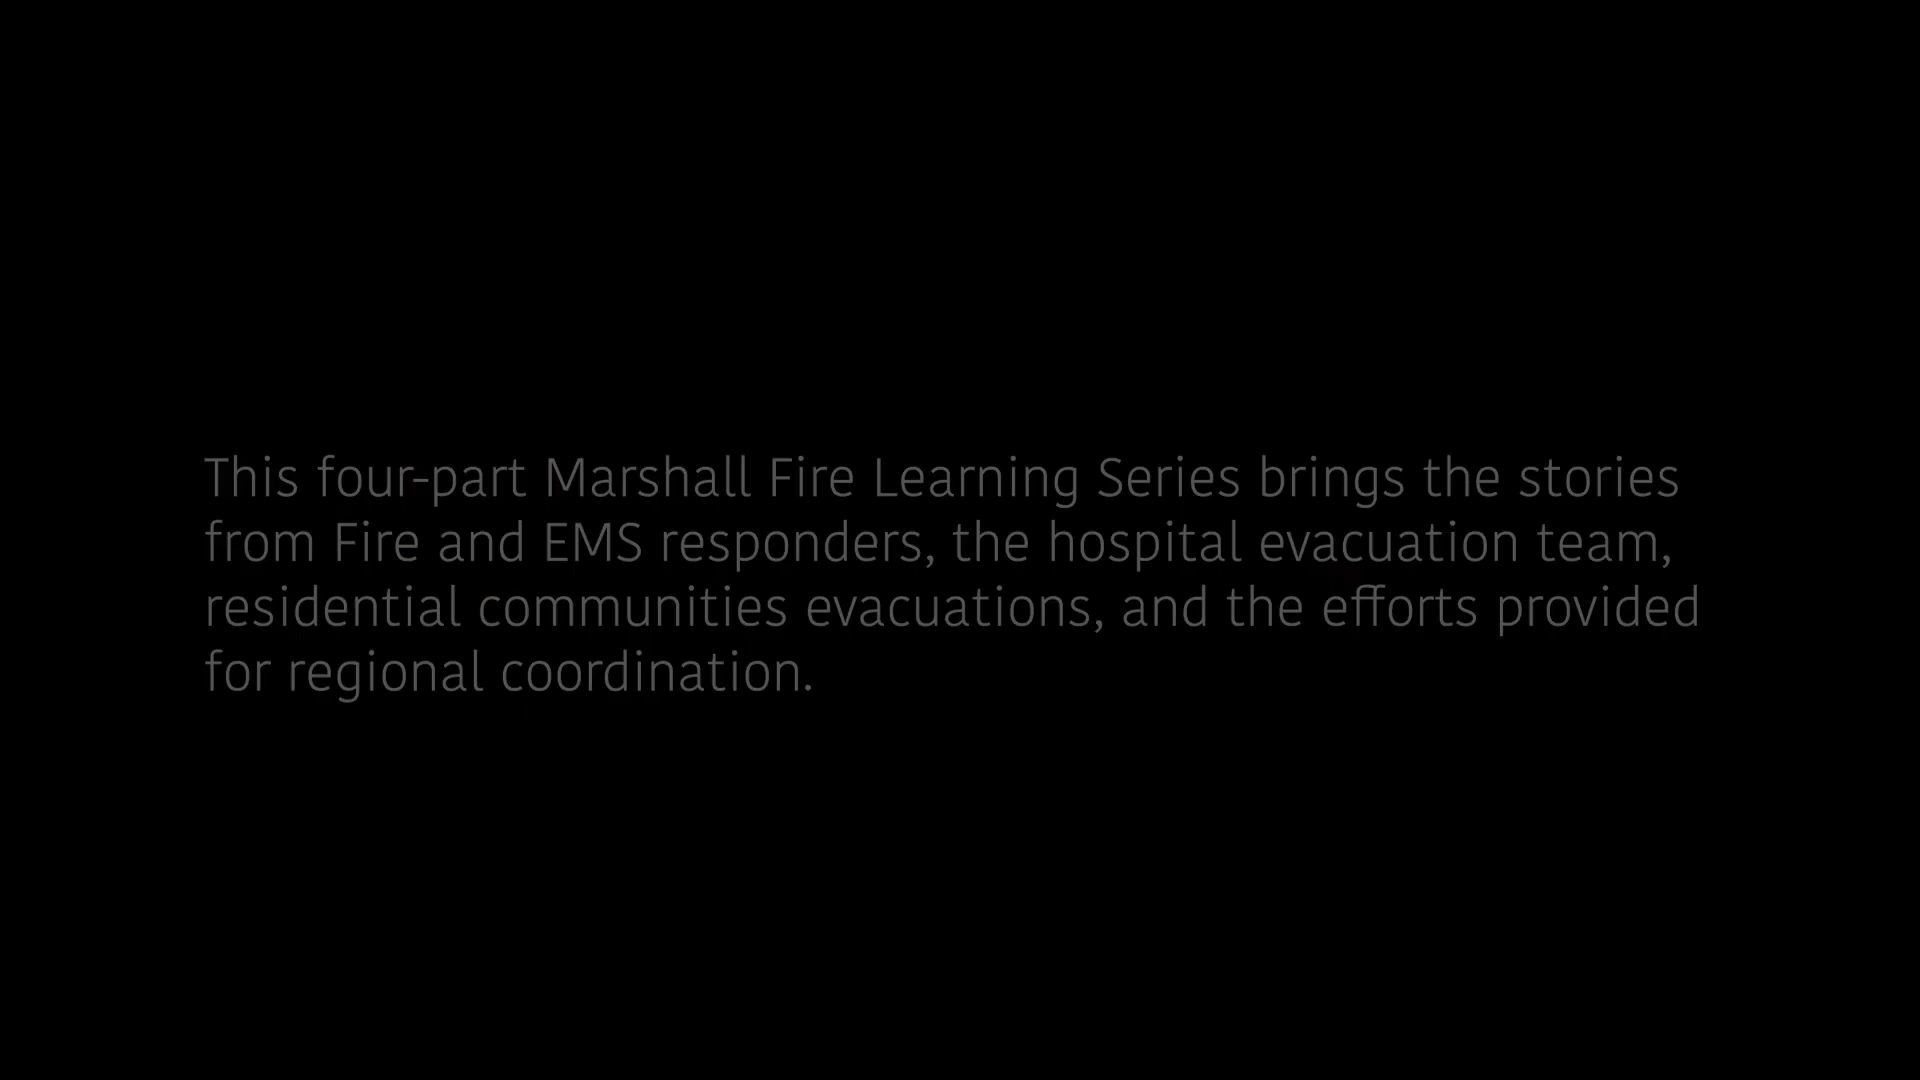 This four-part Marshall Fire Learning Series brings the stories
from Fire and EMS responders, the hospital evacuation team,
residential communities evacuations, and the efforts provided
for regional coordination.